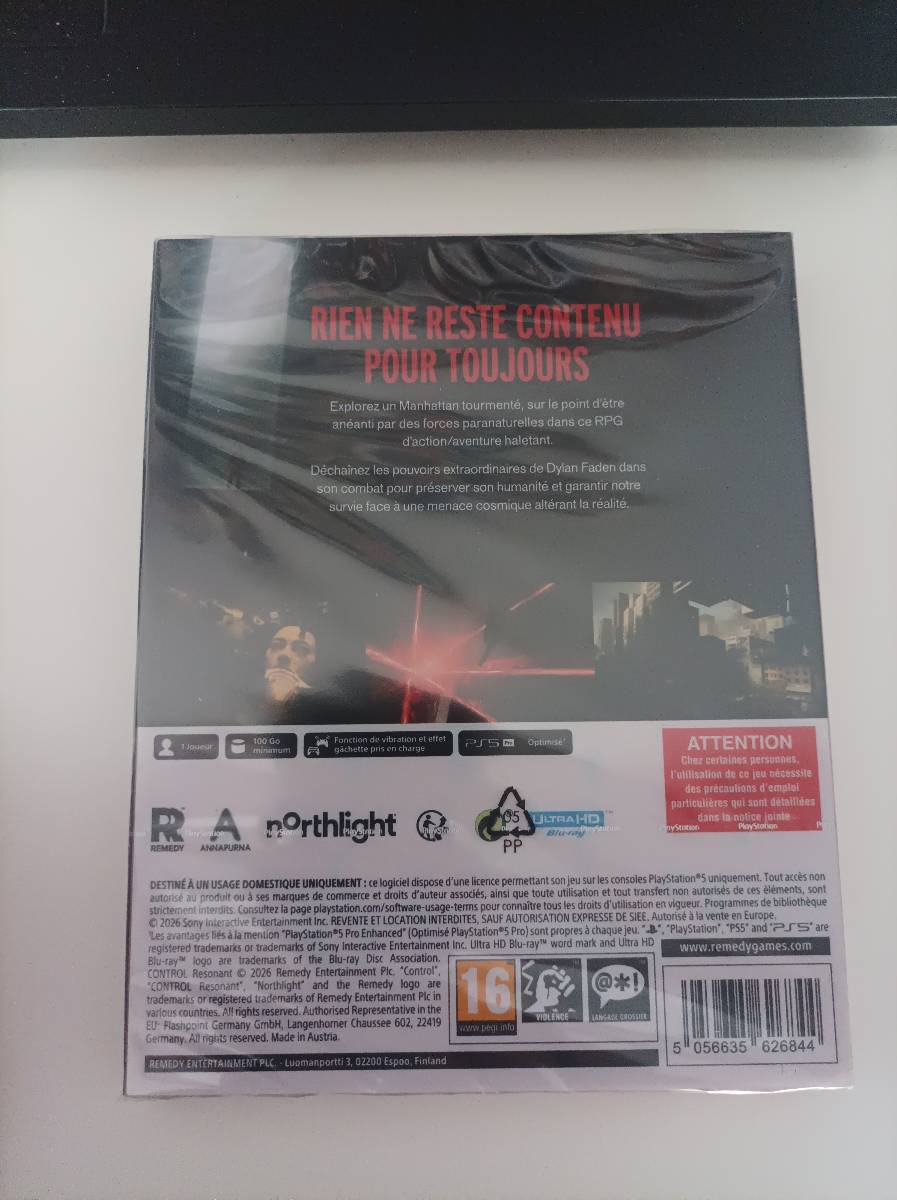 RIEN NE RESTE CONTENU
POUR TOUJOURS
Explorez un Manhattan tourmenté, sur le point d'être
anéanti par des forces paranaturelles dans ce RPG
d'action/aventure haletant.
Déchaînez les pouvoirs extraordinaires de Dylan Faden dans
son combat pour préserver son humanité et garantir notre
survie face à une menace cosmique altérant la réalité.
1 Joueur
100 Go
minimum
Fonction de vibration et effet
gâchette pris en charge
PS5 Pro Optimisé'
ATTENTION
Chez certaines personnes,
l'utilisation de ce jeu nécessite
des précautions d'emploi
particulières qui sont détaillées
dans la notice jointe
R
REMEDY
A
ANNAPURNA
northlight
PlayStation PlayStation PlayStation PlayStation PlayStation
05
PP
ULTRA HD
Blu-ray™
DESTINÉ À UN USAGE DOMESTIQUE UNIQUEMENT : ce logiciel dispose d'une licence permettant son jeu sur les consoles PlayStation®5 uniquement. Tout accès non
autorisé au produit ou à ses marques de commerce et droits d'auteur associés, ainsi que toute utilisation et tout transfert non autorisés de ces éléments, sont
strictement interdits. Consultez la page playstation.com/software-usage-terms pour connaître tous les droits d'utilisation en vigueur. Programmes de bibliothèque
© 2026 Sony Interactive Entertainment Inc. REVENTE ET LOCATION INTERDITES, SAUF AUTORISATION EXPRESSE DE SIEE. Autorisé à la vente en Europe.
'Les avantages liés à la mention "PlayStation®5 Pro Enhanced" (Optimisé PlayStation®5 Pro) sont propres à chaque jeu. "", "PlayStation", "PS5" and "PS5" are
registered trademarks or trademarks of Sony Interactive Entertainment Inc. Ultra HD Blu-ray™ word mark and Ultra HD
Blu-ray™ logo are trademarks of the Blu-ray Disc Association.
CONTROL Resonant © 2026 Remedy Entertainment Plc. "Control",
"CONTROL Resonant", "Northlight" and the Remedy logo are
trademarks or registered trademarks of Remedy Entertainment Plc in
various countries. All rights reserved. Authorised Representative in the
EU: Flashpoint Germany GmbH, Langenhorner Chaussee 602, 22419
Germany. All rights reserved. Made in Austria.
www.remedygames.com
16
www.pegi.info
VIOLENCE
@*!
LANGAGE GROSSIER
5 056635 626844
REMEDY ENTERTAINMENT PLC. - Luomanportti 3, 02200 Espoo, Finland